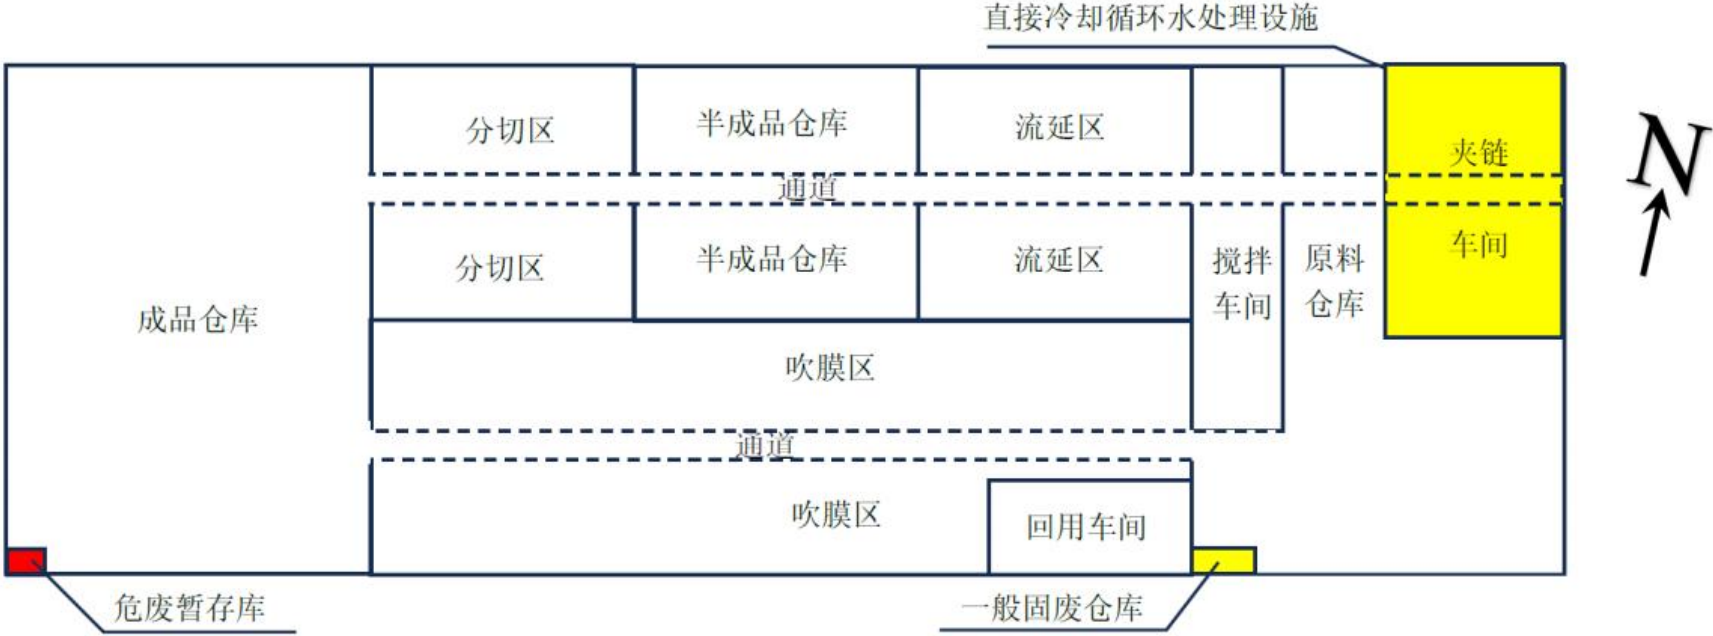 直接冷却循环水处理设施
分切区
半成品仓库
流延区
夹链
N
通道
分切区
半成品仓库
流延区
搅拌
车间
原料
仓库
车间
成品仓库
吹膜区
通道
吹膜区
回用车间
危废暂存库
一般固废仓库